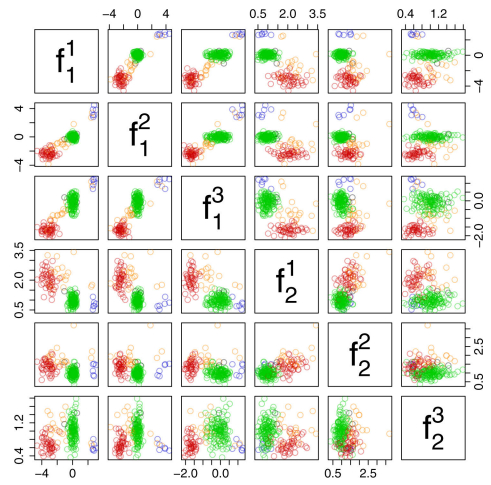 −4 0 4 0.5 2.0 3.5 0.4 1.2
f₁¹ −4 0
−4 0 4 f₁²
f₁³ −2.0 0.0
0.5 2.0 3.5 f₂¹
f₂² 0.5 2.5
0.4 1.2 f₂³
−4 0 −2.0 0.0 0.5 2.5